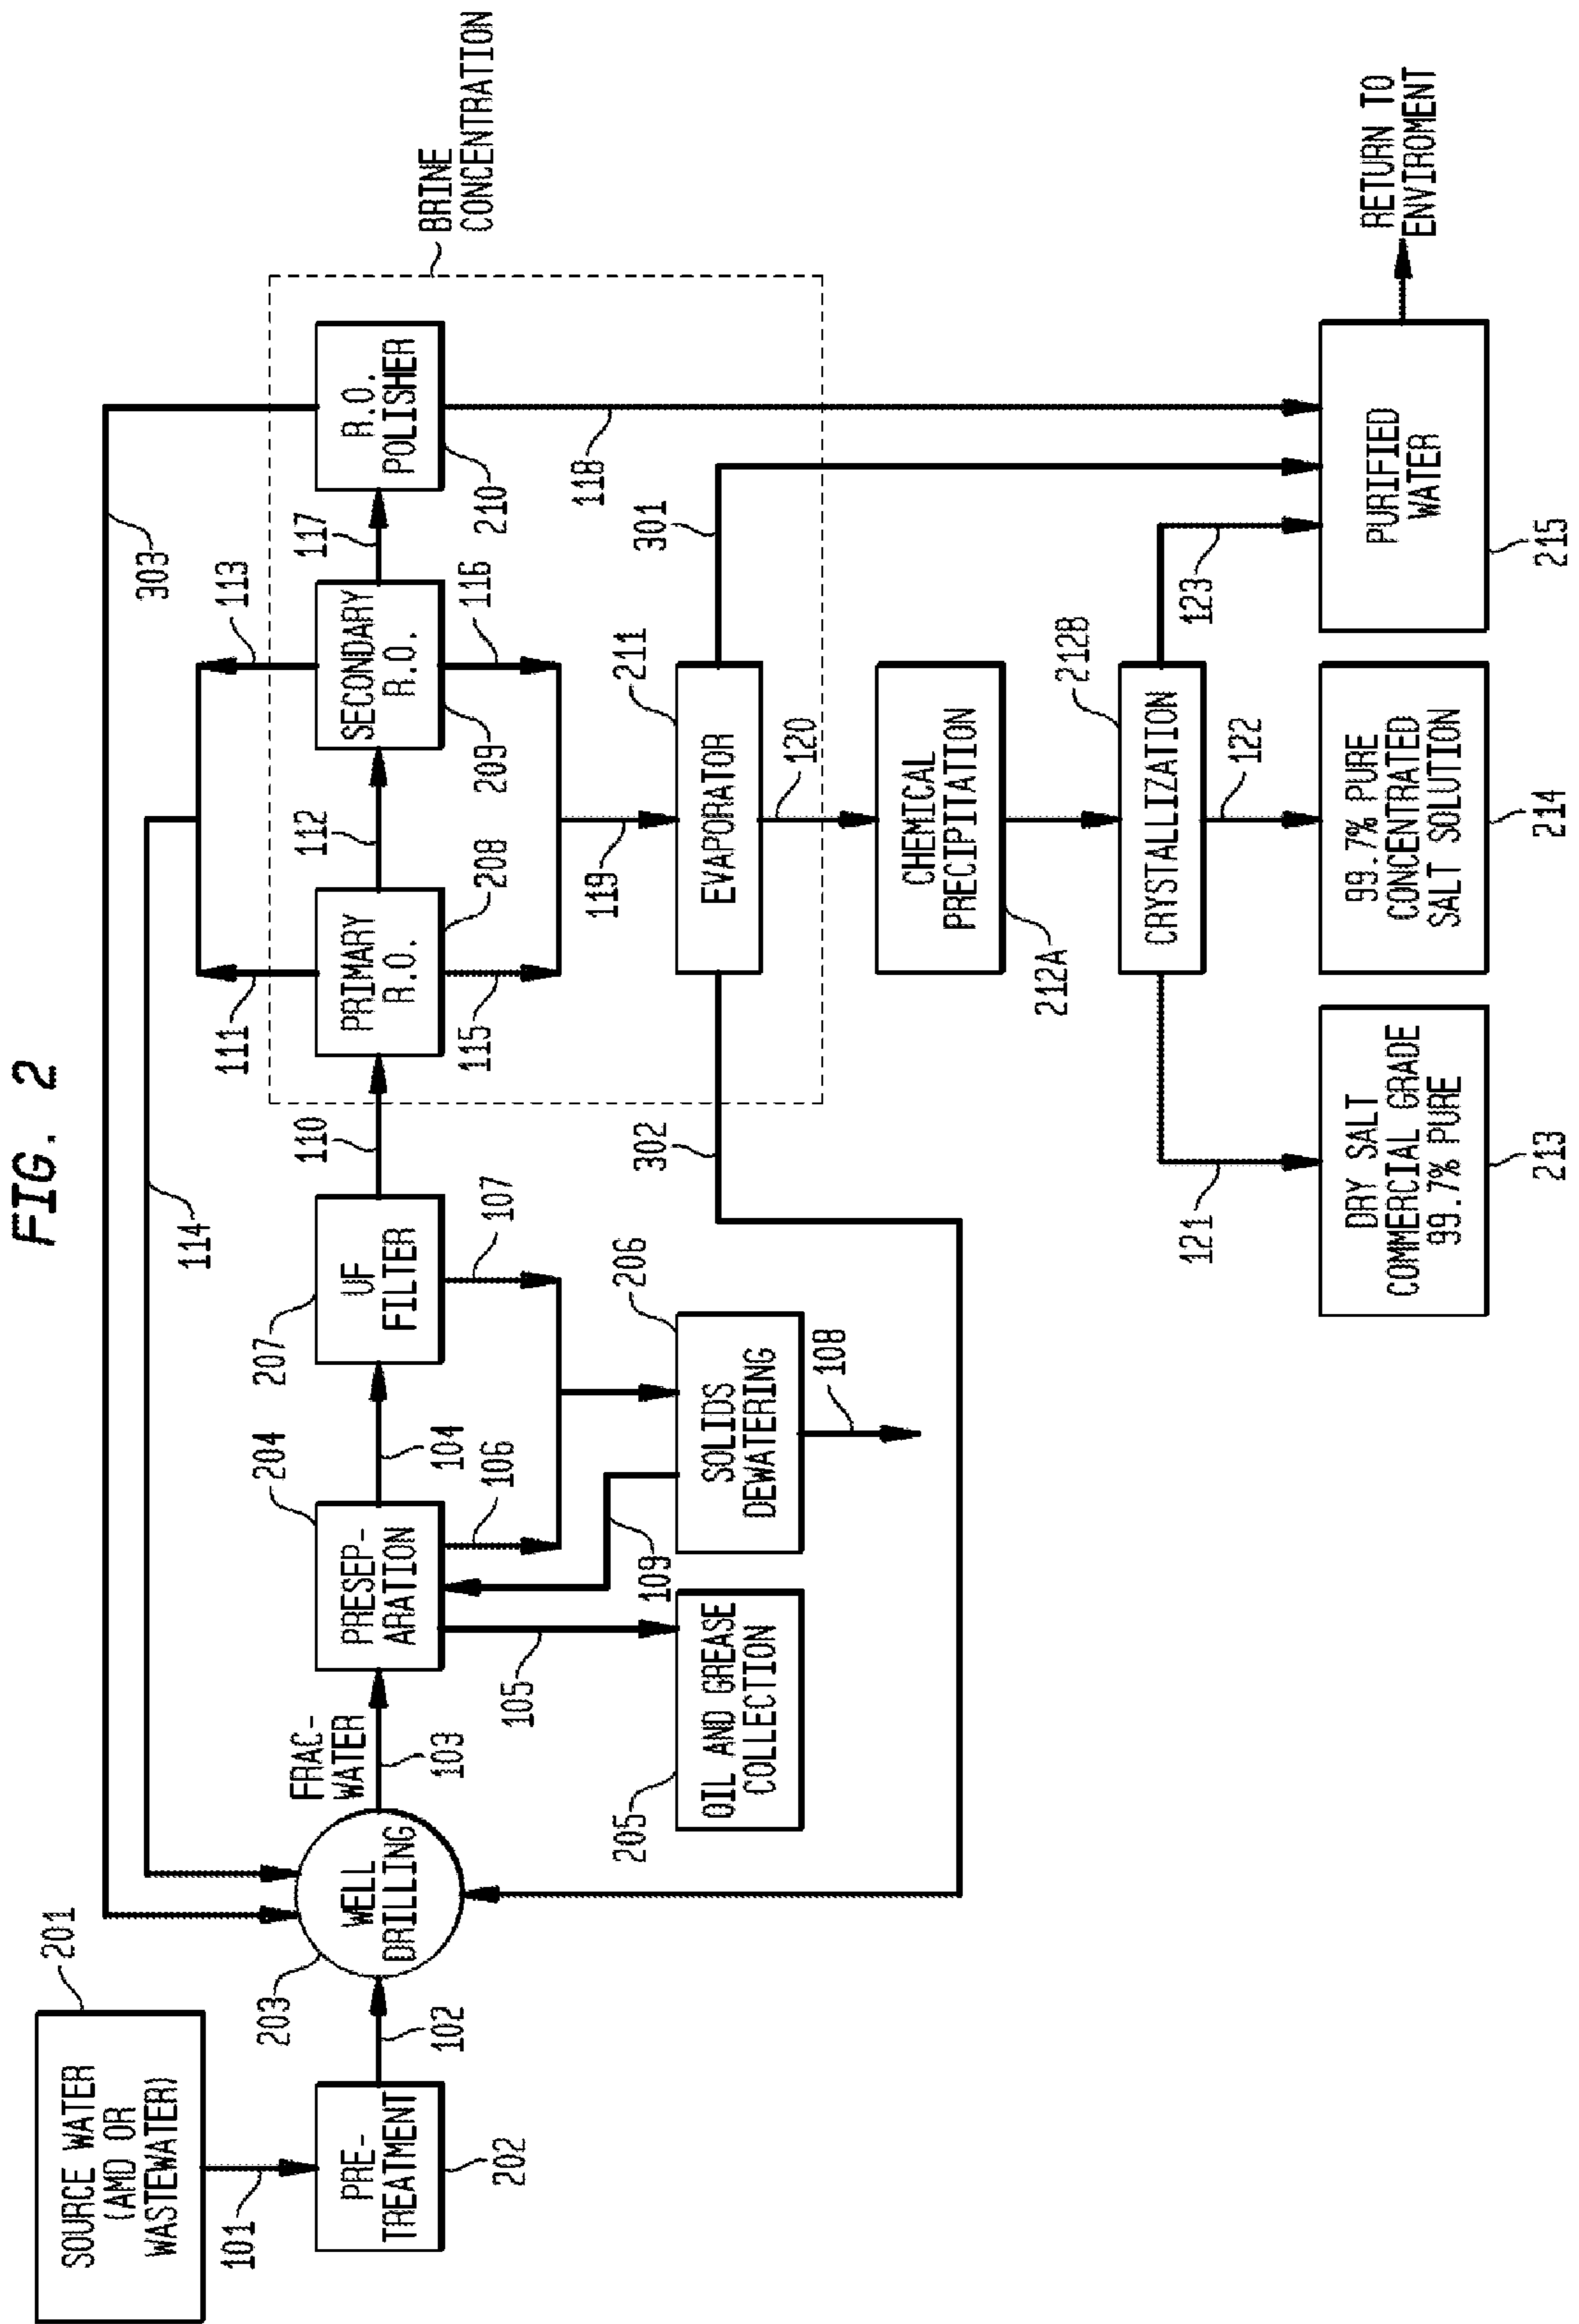 FIG. 2
SOURCE WATER
(AMD OR
WASTEWATER)
201
101
PRE-
TREATMENT
202
102
WELL
DRILLING
203
303
114
FRAC-
WATER
103
PRESEP-
ARATION
204
104
106
109
105
OIL AND GREASE
COLLECTION
205
SOLIDS
DEWATERING
206
108
UF
FILTER
207
107
110
BRINE
CONCENTRATION
PRIMARY
R.O.
208
111
115
112
SECONDARY
R.O.
209
113
116
117
R.O.
POLISHER
210
118
119
EVAPORATOR
211
301
302
120
CHEMICAL
PRECIPITATION
212A
CRYSTALLIZATION
212B
121
122
123
DRY SALT
COMMERCIAL GRADE
99.7% PURE
213
99.7% PURE
CONCENTRATED
SALT SOLUTION
214
PURIFIED
WATER
215
RETURN TO
ENVIROMENT